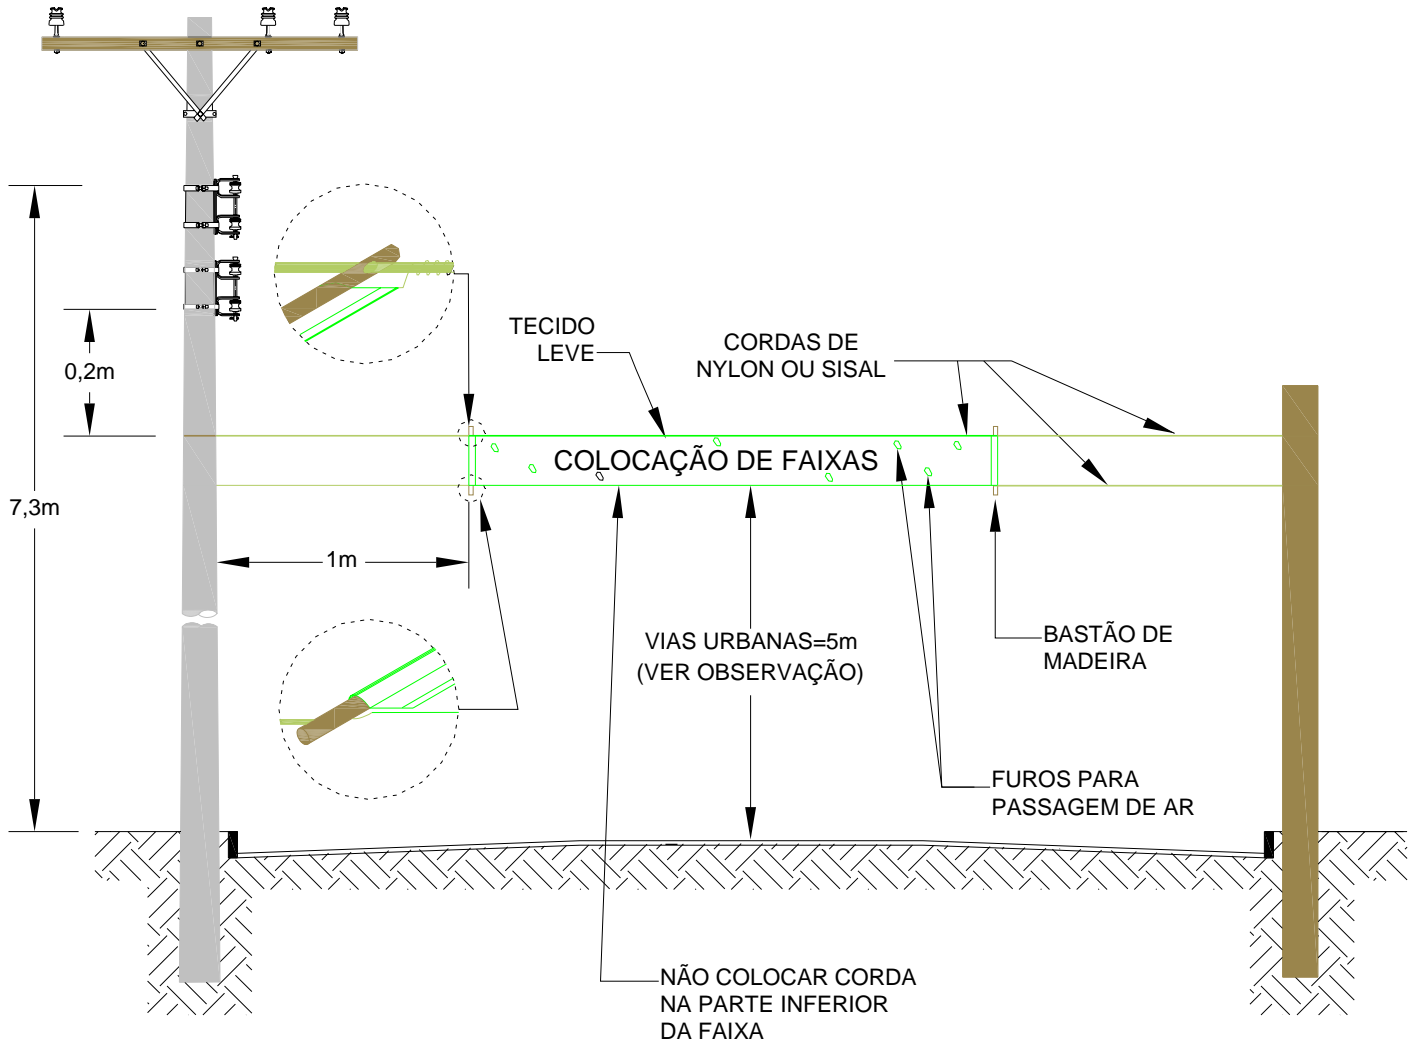 TECIDO
LEVE
CORDAS DE
NYLON OU SISAL
0,2m
COLOCAÇÃO DE FAIXAS
7,3m
1m
VIAS URBANAS=5m
(VER OBSERVAÇÃO)
BASTÃO DE
MADEIRA
FUROS PARA
PASSAGEM DE AR
NÃO COLOCAR CORDA
NA PARTE INFERIOR
DA FAIXA